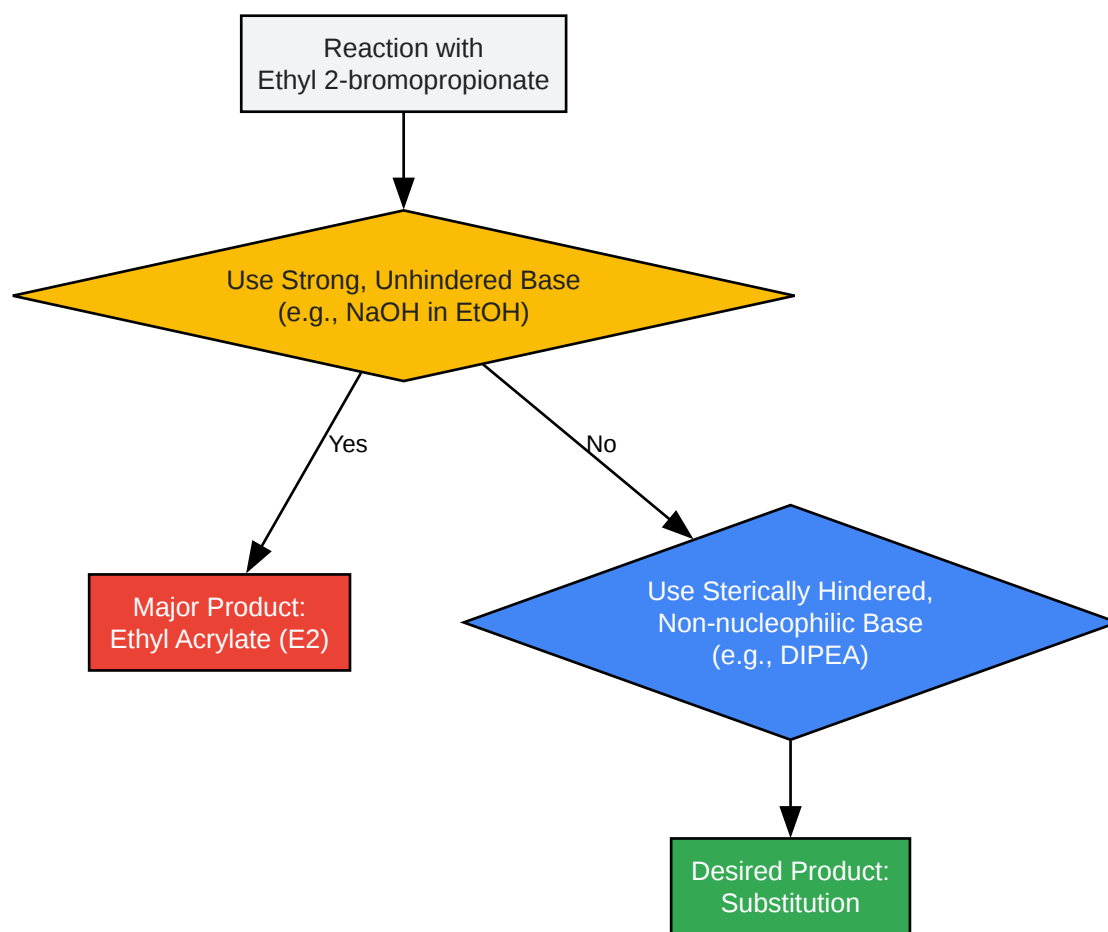 Reaction with
Ethyl 2-bromopropionate
Use Strong, Unhindered Base
(e.g., NaOH in EtOH)
Yes
No
Major Product:
Ethyl Acrylate (E2)
Use Sterically Hindered,
Non-nucleophilic Base
(e.g., DIPEA)
Desired Product:
Substitution